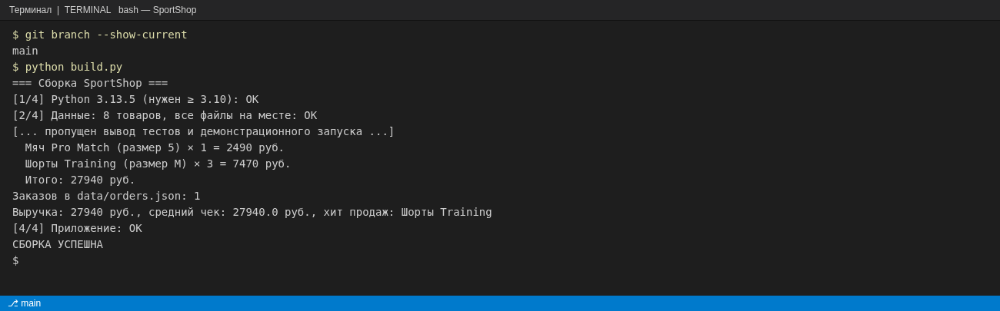 Терминал | TERMINAL bash — SportShop
$ git branch --show-current
main
$ python build.py
=== Сборка SportShop ===
[1/4] Python 3.13.5 (нужен ≥ 3.10): OK
[2/4] Данные: 8 товаров, все файлы на месте: OK
[... пропущен вывод тестов и демонстрационного запуска ...]
  Мяч Pro Match (размер 5) × 1 = 2490 руб.
  Шорты Training (размер M) × 3 = 7470 руб.
  Итого: 27940 руб.
Заказов в data/orders.json: 1
Выручка: 27940 руб., средний чек: 27940.0 руб., хит продаж: Шорты Training
[4/4] Приложение: OK
СБОРКА УСПЕШНА
$
⎇ main